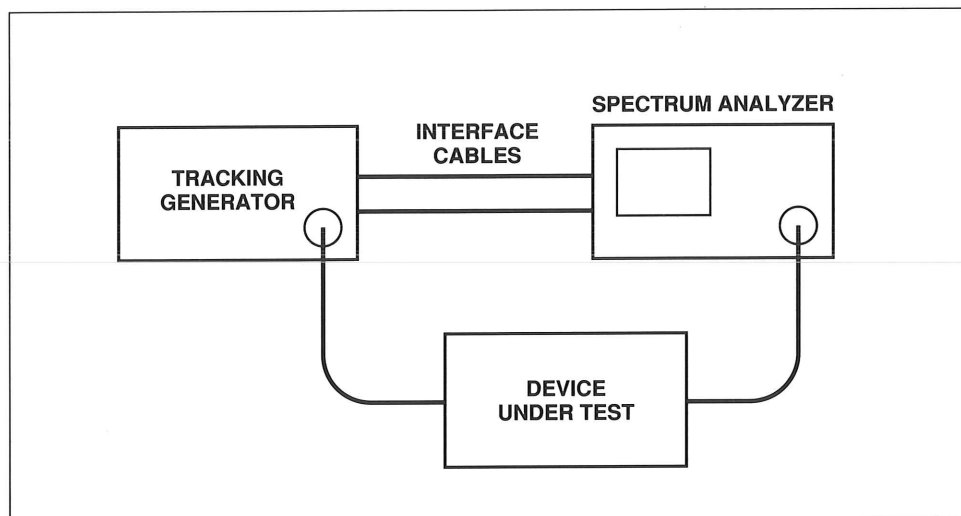 SPECTRUM ANALYZER
INTERFACE
CABLES
TRACKING
GENERATOR
DEVICE
UNDER TEST